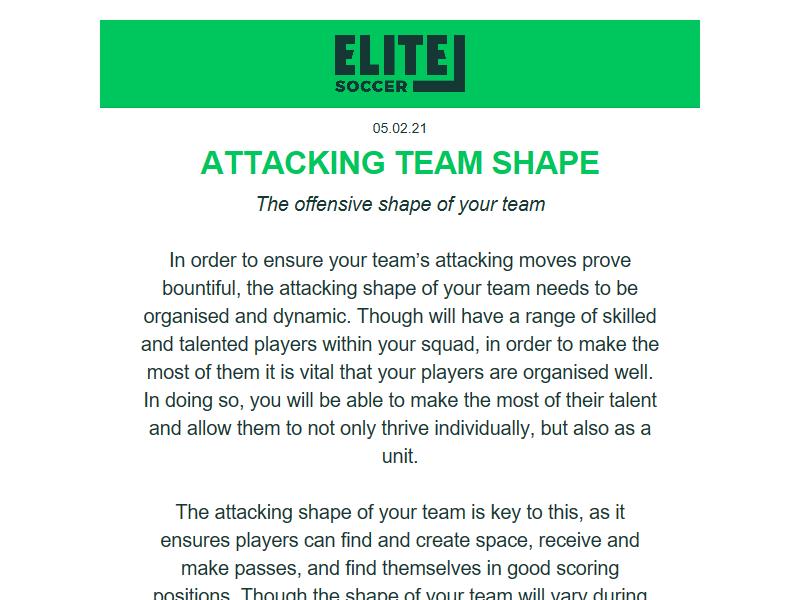 ELITE
SOCCER
05.02.21
ATTACKING TEAM SHAPE
The offensive shape of your team
In order to ensure your team’s attacking moves prove
bountiful, the attacking shape of your team needs to be
organised and dynamic. Though will have a range of skilled
and talented players within your squad, in order to make the
most of them it is vital that your players are organised well.
In doing so, you will be able to make the most of their talent
and allow them to not only thrive individually, but also as a
unit.
The attacking shape of your team is key to this, as it
ensures players can find and create space, receive and
make passes, and find themselves in good scoring
positions. Though the shape of your team will vary during